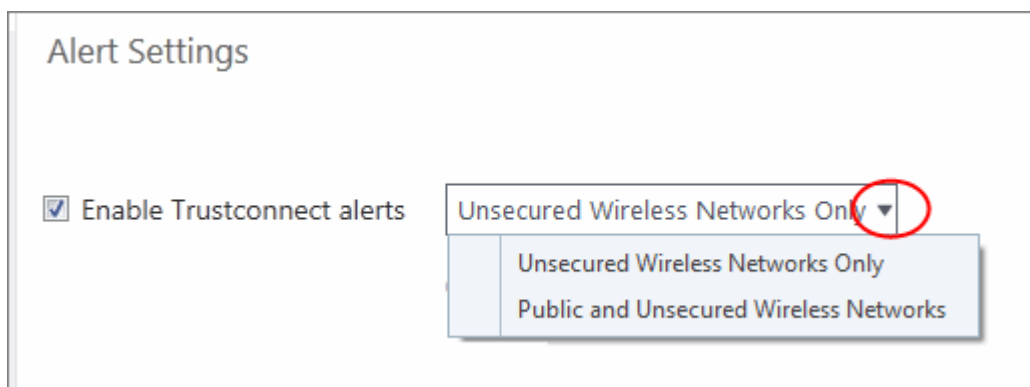 Alert Settings
Enable Trustconnect alerts
Unsecured Wireless Networks Only
Unsecured Wireless Networks Only
Public and Unsecured Wireless Networks